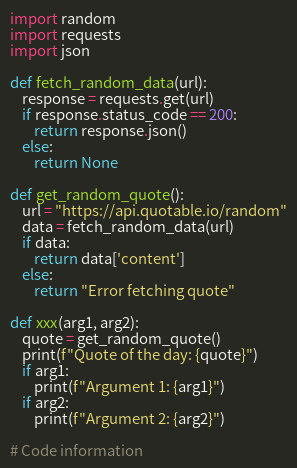 import random
import requests
import json

def fetch_random_data(url):
    response = requests.get(url)
    if response.status_code == 200:
        return response.json()
    else:
        return None

def get_random_quote():
    url = "https://api.quotable.io/random"
    data = fetch_random_data(url)
    if data:
        return data['content']
    else:
        return "Error fetching quote"

def xxx(arg1, arg2):
    quote = get_random_quote()
    print(f"Quote of the day: {quote}")
    if arg1:
        print(f"Argument 1: {arg1}")
    if arg2:
        print(f"Argument 2: {arg2}")

# Code information